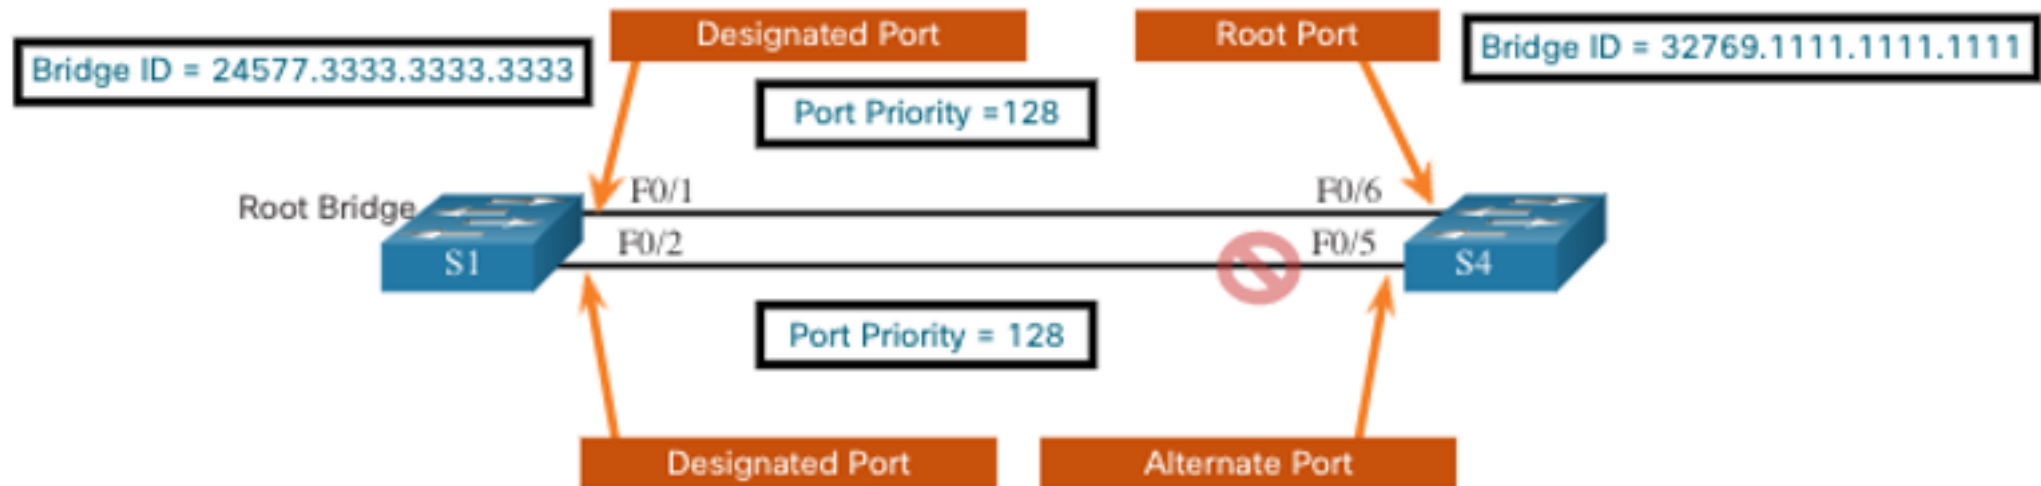 Designated Port
Root Port
Bridge ID = 24577.3333.3333.3333
Bridge ID = 32769.1111.1111.1111
Port Priority =128
Root Bridge
F0/1
F0/6
F0/2
F0/5
S1
S4
Port Priority = 128
Designated Port
Alternate Port